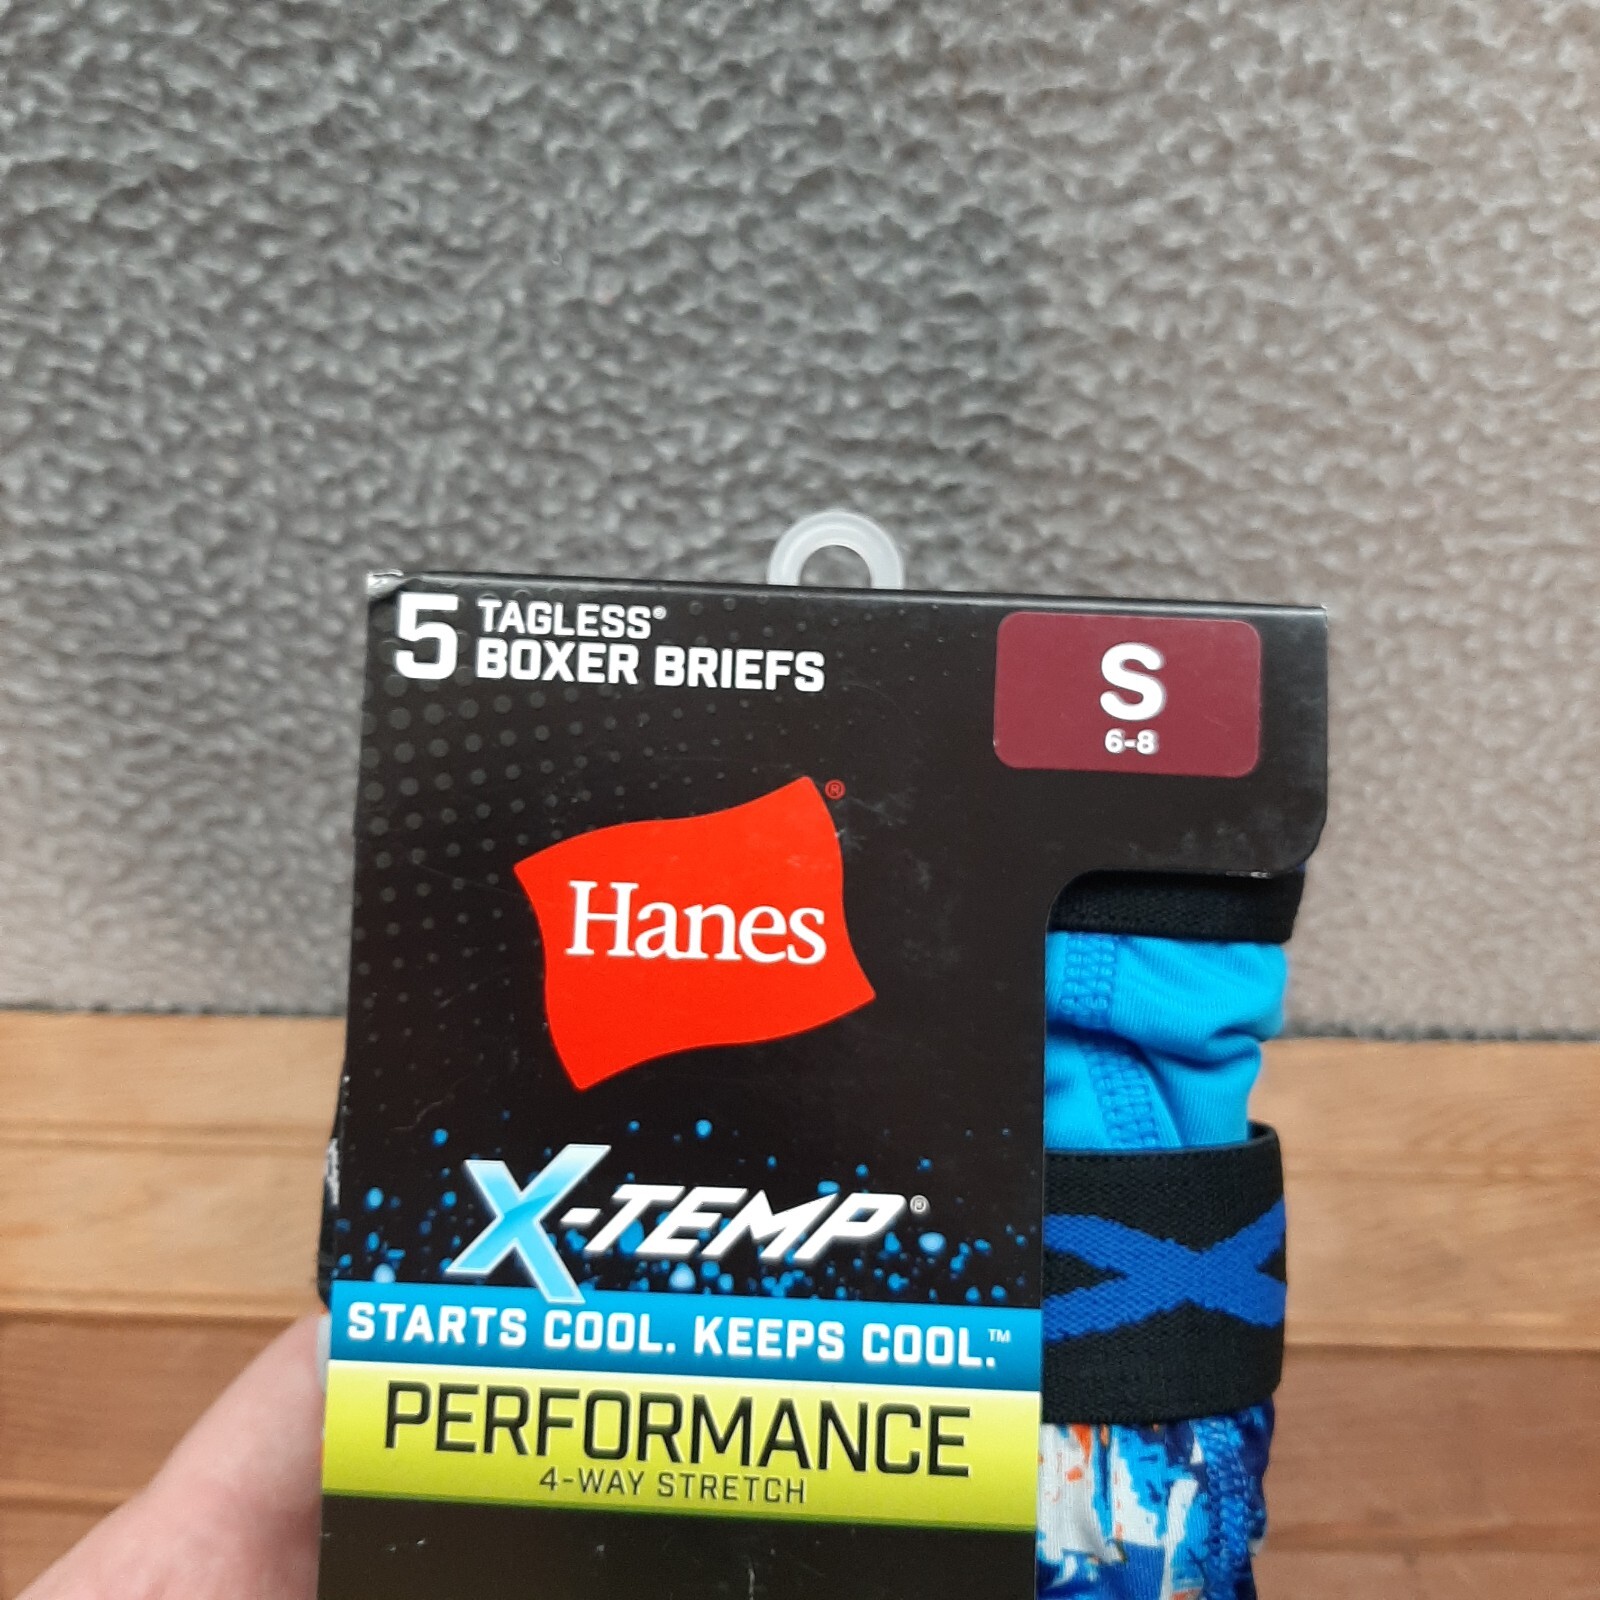 5 TAGLESS®
BOXER BRIEFS
S
6-8
Hanes®
X-TEMP®
STARTS COOL. KEEPS COOL.™
PERFORMANCE
4-WAY STRETCH